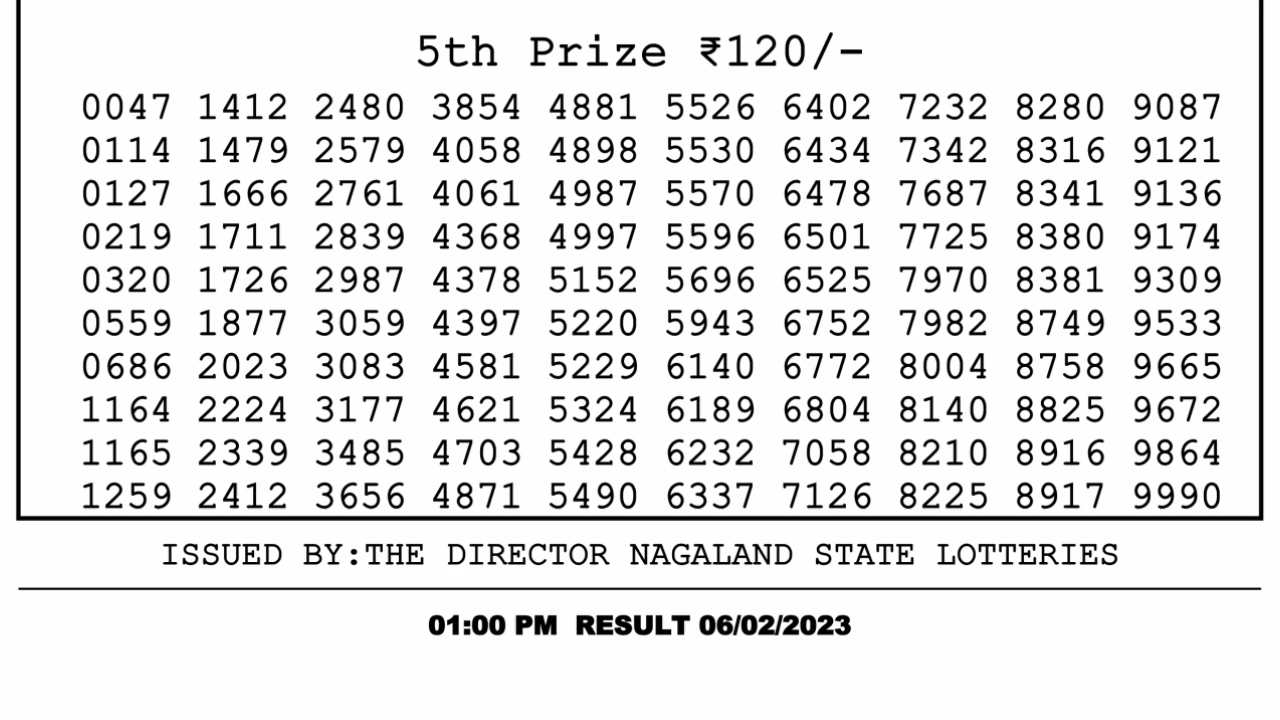 5th Prize ₹120/-
0047 1412 2480 3854 4881 5526 6402 7232 8280 9087
0114 1479 2579 4058 4898 5530 6434 7342 8316 9121
0127 1666 2761 4061 4987 5570 6478 7687 8341 9136
0219 1711 2839 4368 4997 5596 6501 7725 8380 9174
0320 1726 2987 4378 5152 5696 6525 7970 8381 9309
0559 1877 3059 4397 5220 5943 6752 7982 8749 9533
0686 2023 3083 4581 5229 6140 6772 8004 8758 9665
1164 2224 3177 4621 5324 6189 6804 8140 8825 9672
1165 2339 3485 4703 5428 6232 7058 8210 8916 9864
1259 2412 3656 4871 5490 6337 7126 8225 8917 9990
ISSUED BY:THE DIRECTOR NAGALAND STATE LOTTERIES
01:00 PM RESULT 06/02/2023